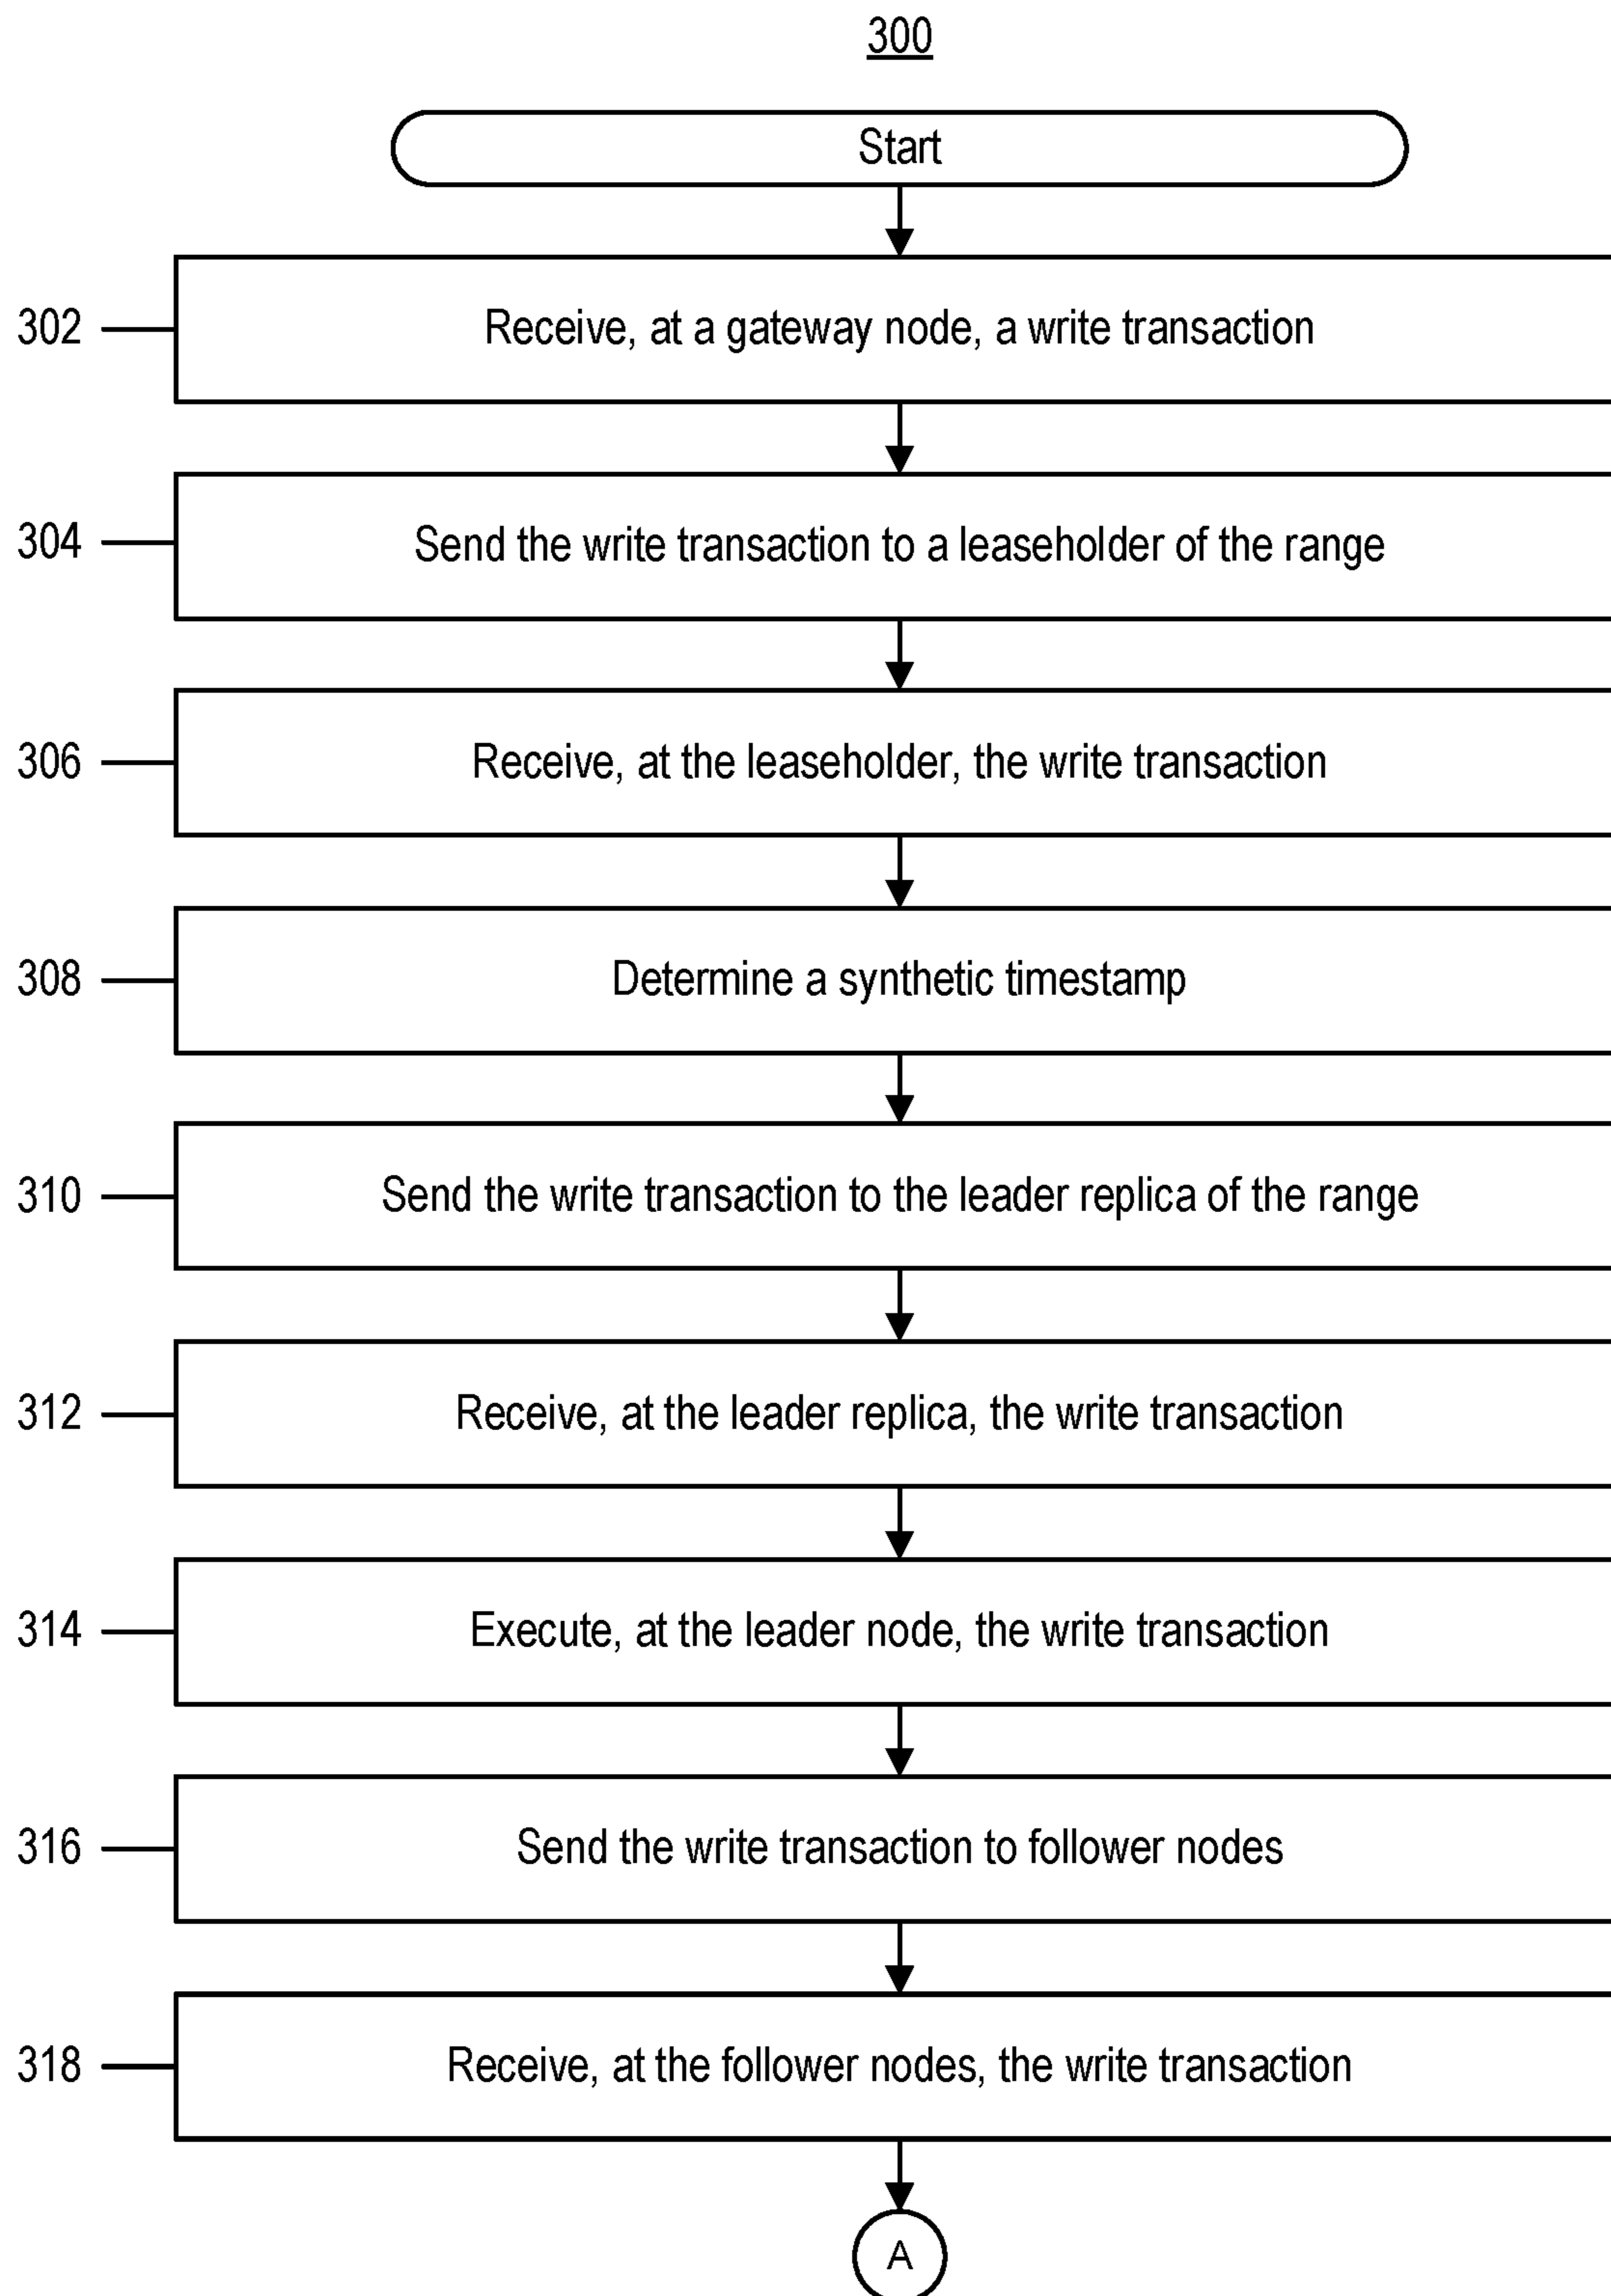 300
Start
302 Receive, at a gateway node, a write transaction
304 Send the write transaction to a leaseholder of the range
306 Receive, at the leaseholder, the write transaction
308 Determine a synthetic timestamp
310 Send the write transaction to the leader replica of the range
312 Receive, at the leader replica, the write transaction
314 Execute, at the leader node, the write transaction
316 Send the write transaction to follower nodes
318 Receive, at the follower nodes, the write transaction
A